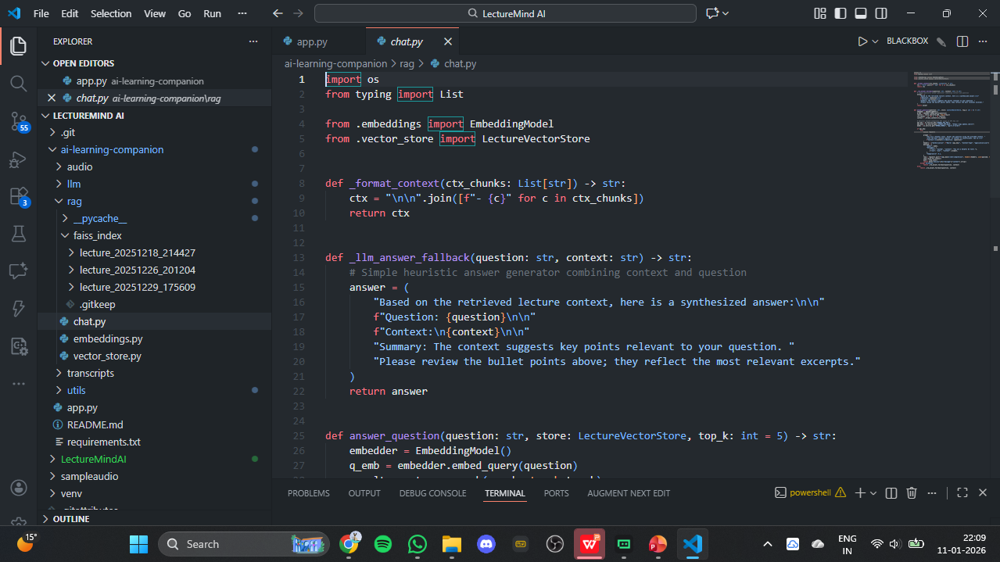 File Edit Selection View Go Run ··· LectureMind AI
EXPLORER
OPEN EDITORS
app.py ai-learning-companion
chat.py ai-learning-companion\rag
LECTUREMIND AI
.git
ai-learning-companion
audio
llm
rag
__pycache__
faiss_index
lecture_20251218_214427
lecture_20251226_201204
lecture_20251229_175609
.gitkeep
chat.py
embeddings.py
vector_store.py
transcripts
utils
app.py
README.md
requirements.txt
LectureMindAI
sampleaudio
venv
OUTLINE
55
3
app.py chat.py BLACKBOX
ai-learning-companion > rag > chat.py
1 import os
2 from typing import List
3
4 from .embeddings import EmbeddingModel
5 from .vector_store import LectureVectorStore
6
7
8 def _format_context(ctx_chunks: List[str]) -> str:
9     ctx = "\n\n".join([f"- {c}" for c in ctx_chunks])
10     return ctx
11
12
13 def _llm_answer_fallback(question: str, context: str) -> str:
14     # Simple heuristic answer generator combining context and question
15     answer = (
16         "Based on the retrieved lecture context, here is a synthesized answer:\n\n"
17         f"Question: {question}\n\n"
18         f"Context:\n{context}\n\n"
19         "Summary: The context suggests key points relevant to your question. "
20         "Please review the bullet points above; they reflect the most relevant excerpts."
21     )
22     return answer
23
24
25 def answer_question(question: str, store: LectureVectorStore, top_k: int = 5) -> str:
26     embedder = EmbeddingModel()
27     q_emb = embedder.embed_query(question)
PROBLEMS OUTPUT DEBUG CONSOLE TERMINAL PORTS AUGMENT NEXT EDIT powershell
15°
Search
ENG
IN
22:09
11-01-2026